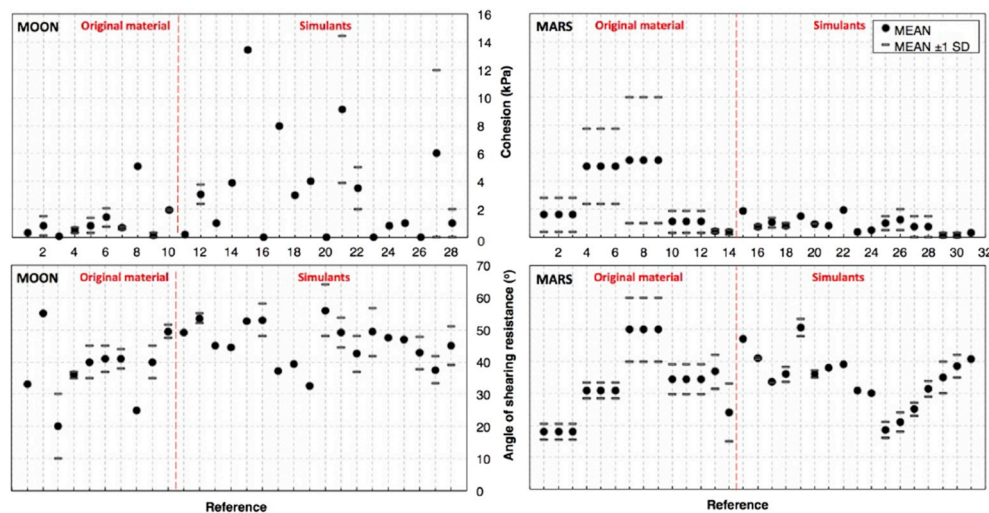 MOON Original material Simulants
16
14
12
10
8
6
4
2
0
Cohesion (kPa)
2 4 6 8 10 12 14 16 18 20 22 24 26 28
MARS Original material Simulants
MEAN
MEAN ±1 SD
2 4 6 8 10 12 14 16 18 20 22 24 26 28 30 32
MOON Original material Simulants
70
60
50
40
30
20
10
0
Angle of shearing resistance (°)
Reference
MARS Original material Simulants
Reference